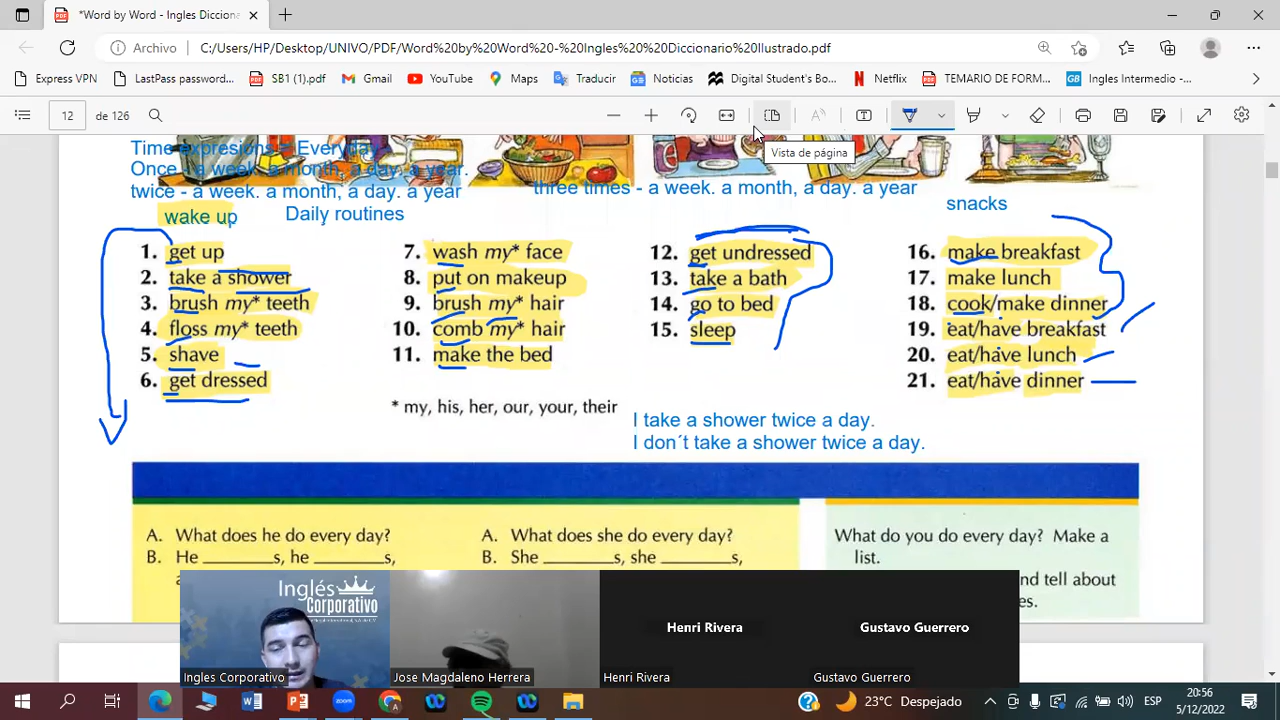 *Word by Word - Ingles Dicciona
Archivo
C:/Users/HP/Desktop/UNIVO/PDF/Word%20by%20Word%20-%20Ingles%20%20Diccionario%20Ilustrado.pdf
Express VPN
LastPass password...
SB1 (1).pdf
Gmail
YouTube
Maps
Traducir
Noticias
Digital Student's Bo...
Netflix
TEMARIO DE FORM...
Ingles Intermedio -...
12
de 126
Vista de página
Time expresions = Everyday -
Once - a week. a month, a day. a year.
twice - a week. a month, a day. a year
three times - a week. a month, a day. a year
snacks
wake up
Daily routines
1. get up
2. take a shower
3. brush my* teeth
4. floss my* teeth
5. shave
6. get dressed
7. wash my* face
8. put on makeup
9. brush my* hair
10. comb my* hair
11. make the bed
* my, his, her, our, your, their
12. get undressed
13. take a bath
14. go to bed
15. sleep
16. make breakfast
17. make lunch
18. cook/make dinner
19. eat/have breakfast
20. eat/have lunch
21. eat/have dinner
I take a shower twice a day.
I don´t take a shower twice a day.
A. What does he do every day?
B. He ________s, he ________s,
A. What does she do every day?
B. She ________s, she ________s,
What do you do every day? Make a
list.
nd tell about
es.
Inglés
Corporativo
Ingles Corporativo
Jose Magdaleno Herrera
Henri Rivera
Henri Rivera
Gustavo Guerrero
Gustavo Guerrero
23°C Despejado
ESP
20:56
5/12/2022